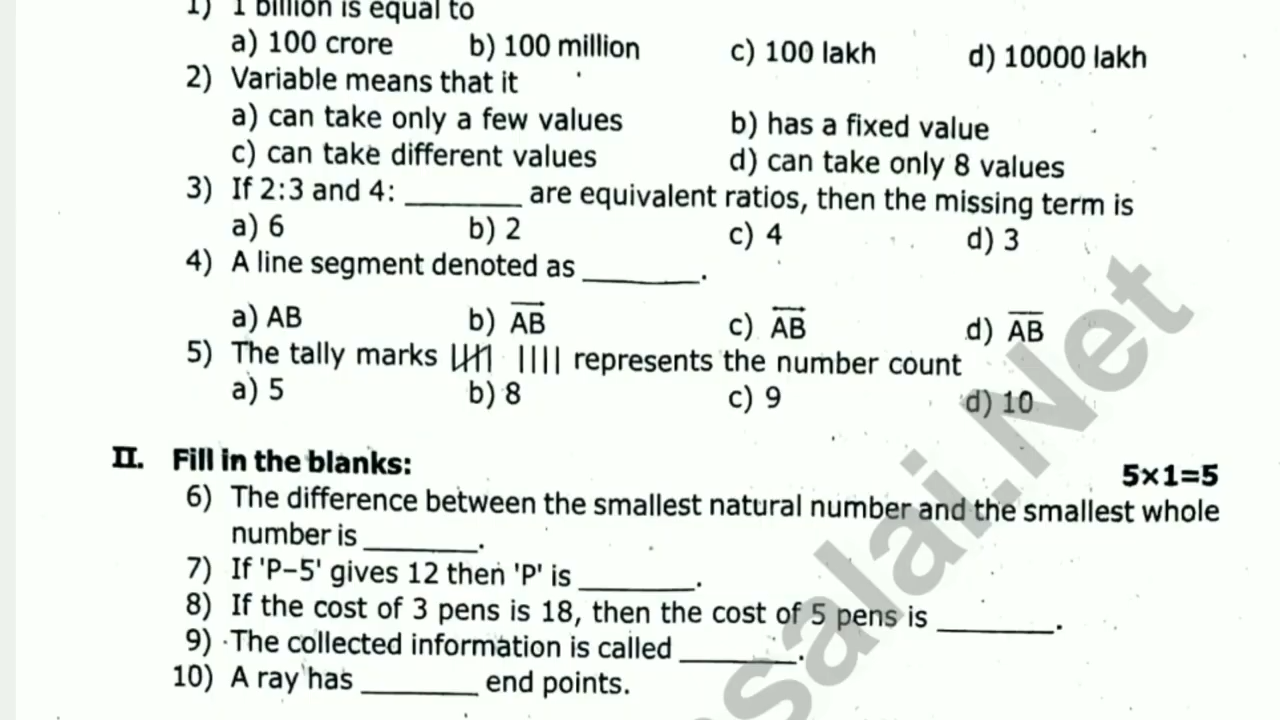 1) 1 billion is equal to
a) 100 crore b) 100 million c) 100 lakh d) 10000 lakh
2) Variable means that it
a) can take only a few values b) has a fixed value
c) can take different values d) can take only 8 values
3) If 2:3 and 4: ________ are equivalent ratios, then the missing term is
a) 6 b) 2 c) 4 d) 3
4) A line segment denoted as ________.
a) AB b) A͞B⃗ c) A͞B⃡ d) A͞B
5) The tally marks 𝍸 |||| represents the number count
a) 5 b) 8 c) 9 d) 10
II. Fill in the blanks: 5×1=5
6) The difference between the smallest natural number and the smallest whole
number is ________.
7) If 'P–5' gives 12 then 'P' is ________.
8) If the cost of 3 pens is 18, then the cost of 5 pens is ________.
9) The collected information is called ________.
10) A ray has ________ end points.
salai.Net